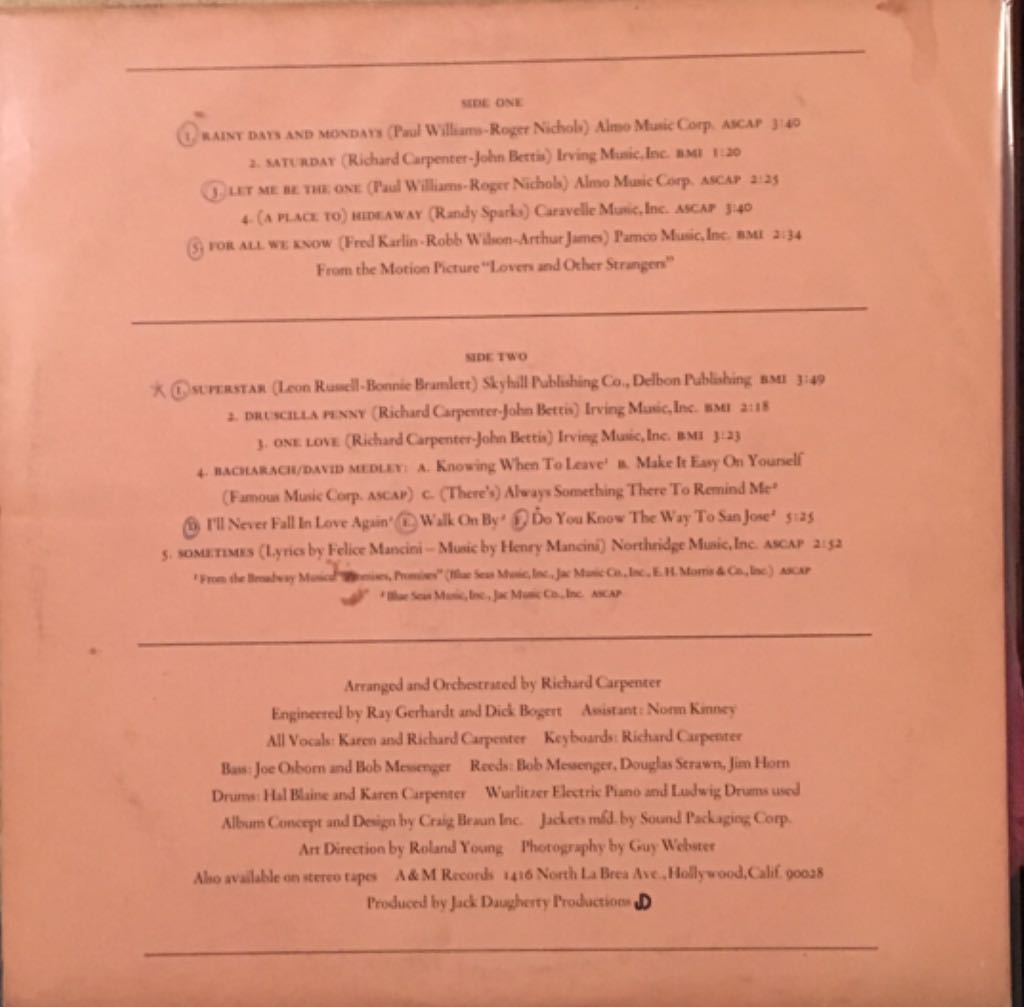 SIDE ONE
1. RAINY DAYS AND MONDAYS (Paul Williams-Roger Nichols) Almo Music Corp. ASCAP 3:40
2. SATURDAY (Richard Carpenter-John Bettis) Irving Music, Inc. BMI 1:20
3. LET ME BE THE ONE (Paul Williams-Roger Nichols) Almo Music Corp. ASCAP 2:25
4. (A PLACE TO) HIDEAWAY (Randy Sparks) Caravelle Music, Inc. ASCAP 3:40
5. FOR ALL WE KNOW (Fred Karlin-Robb Wilson-Arthur James) Pamco Music, Inc. BMI 2:34
From the Motion Picture "Lovers and Other Strangers"
SIDE TWO
1. SUPERSTAR (Leon Russell-Bonnie Bramlett) Skyhill Publishing Co., Delbon Publishing BMI 3:49
2. DRUSCILLA PENNY (Richard Carpenter-John Bettis) Irving Music, Inc. BMI 2:18
3. ONE LOVE (Richard Carpenter-John Bettis) Irving Music, Inc. BMI 3:23
4. BACHARACH/DAVID MEDLEY: A. Knowing When To Leave¹ B. Make It Easy On Yourself
(Famous Music Corp. ASCAP) C. (There's) Always Something There To Remind Me²
D. I'll Never Fall In Love Again¹ E. Walk On By² F. Do You Know The Way To San Jose² 5:25
5. SOMETIMES (Lyrics by Felice Mancini – Music by Henry Mancini) Northridge Music, Inc. ASCAP 2:52
¹From the Broadway Musical "Promises, Promises" (Blue Seas Music, Inc., Jac Music Co., Inc., E. H. Morris & Co., Inc.) ASCAP
²Blue Seas Music, Inc., Jac Music Co., Inc. ASCAP
Arranged and Orchestrated by Richard Carpenter
Engineered by Ray Gerhardt and Dick Bogert Assistant: Norm Kinney
All Vocals: Karen and Richard Carpenter Keyboards: Richard Carpenter
Bass: Joe Osborn and Bob Messenger Reeds: Bob Messenger, Douglas Strawn, Jim Horn
Drums: Hal Blaine and Karen Carpenter Wurlitzer Electric Piano and Ludwig Drums used
Album Concept and Design by Craig Braun Inc. Jackets mfd. by Sound Packaging Corp.
Art Direction by Roland Young Photography by Guy Webster
Also available on stereo tapes A&M Records 1416 North La Brea Ave., Hollywood, Calif. 90028
Produced by Jack Daugherty Productions JD